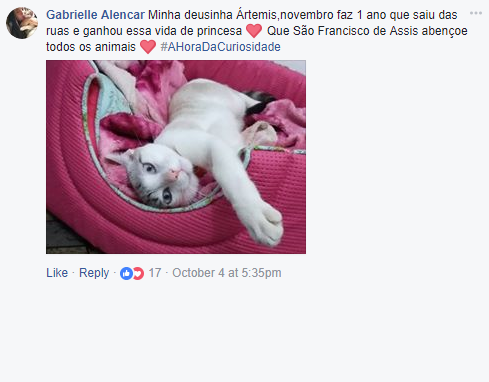 Gabrielle Alencar Minha deusinha Ártemis,novembro faz 1 ano que saiu das
ruas e ganhou essa vida de princesa ❤ Que São Francisco de Assis abençoe
todos os animais ❤ #AHoraDaCuriosidade
Like · Reply · 17 · October 4 at 5:35pm